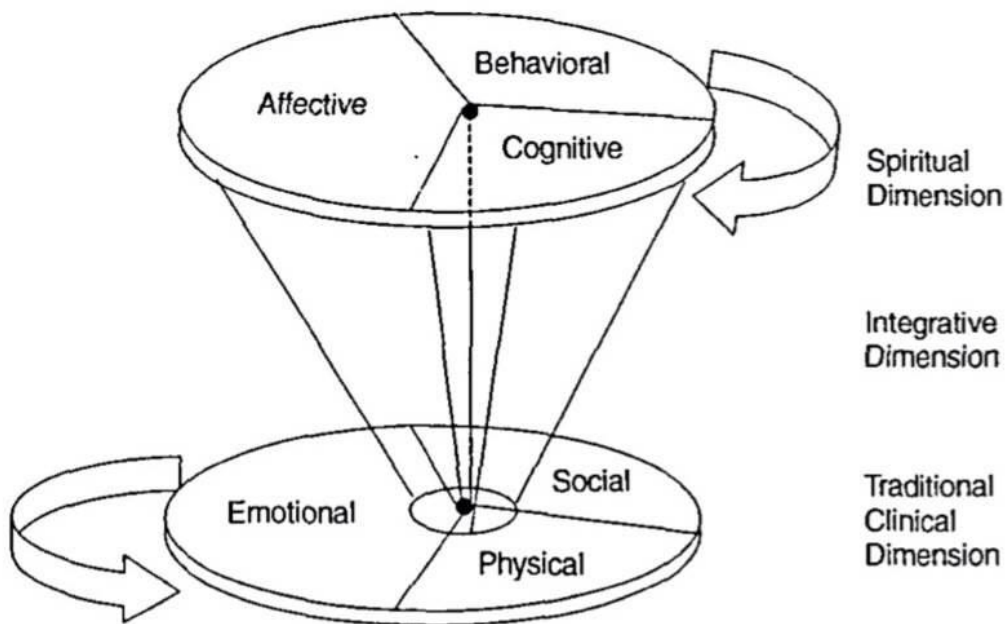 Behavioral
Affective
Cognitive
Spiritual
Dimension
Integrative
Dimension
Social
Emotional
Physical
Traditional
Clinical
Dimension